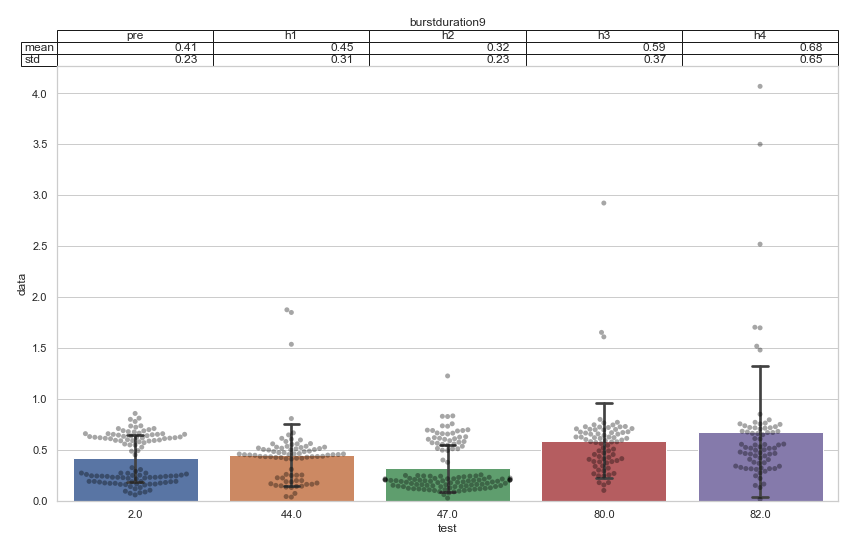 burstduration9
pre h1 h2 h3 h4
mean 0.41 0.45 0.32 0.59 0.68
std 0.23 0.31 0.23 0.37 0.65
4.0
3.5
3.0
2.5
data
2.0
1.5
1.0
0.5
0.0
2.0 44.0 47.0 80.0 82.0
test